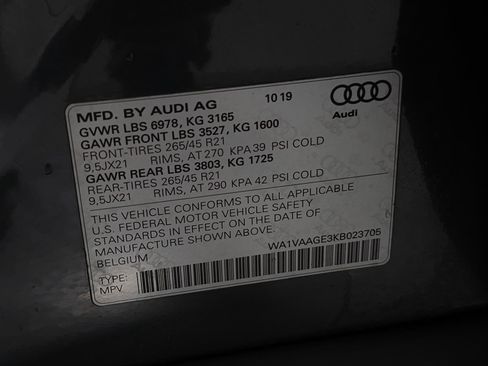 MFD. BY AUDI AG 10 19
GVWR LBS 6978, KG 3165
GAWR FRONT LBS 3527, KG 1600
FRONT-TIRES 265/45 R21
9,5JX21 RIMS, AT 270 KPA 39 PSI COLD
GAWR REAR LBS 3803, KG 1725
REAR-TIRES 265/45 R21
9,5JX21 RIMS, AT 290 KPA 42 PSI COLD
Audi
THIS VEHICLE CONFORMS TO ALL APPLICABLE
U.S. FEDERAL MOTOR VEHICLE SAFETY
STANDARDS IN EFFECT ON THE DATE OF
MANUFACTURE SHOWN ABOVE.
BELGIUM WA1VAAGE3KB023705
TYPE:
MPV